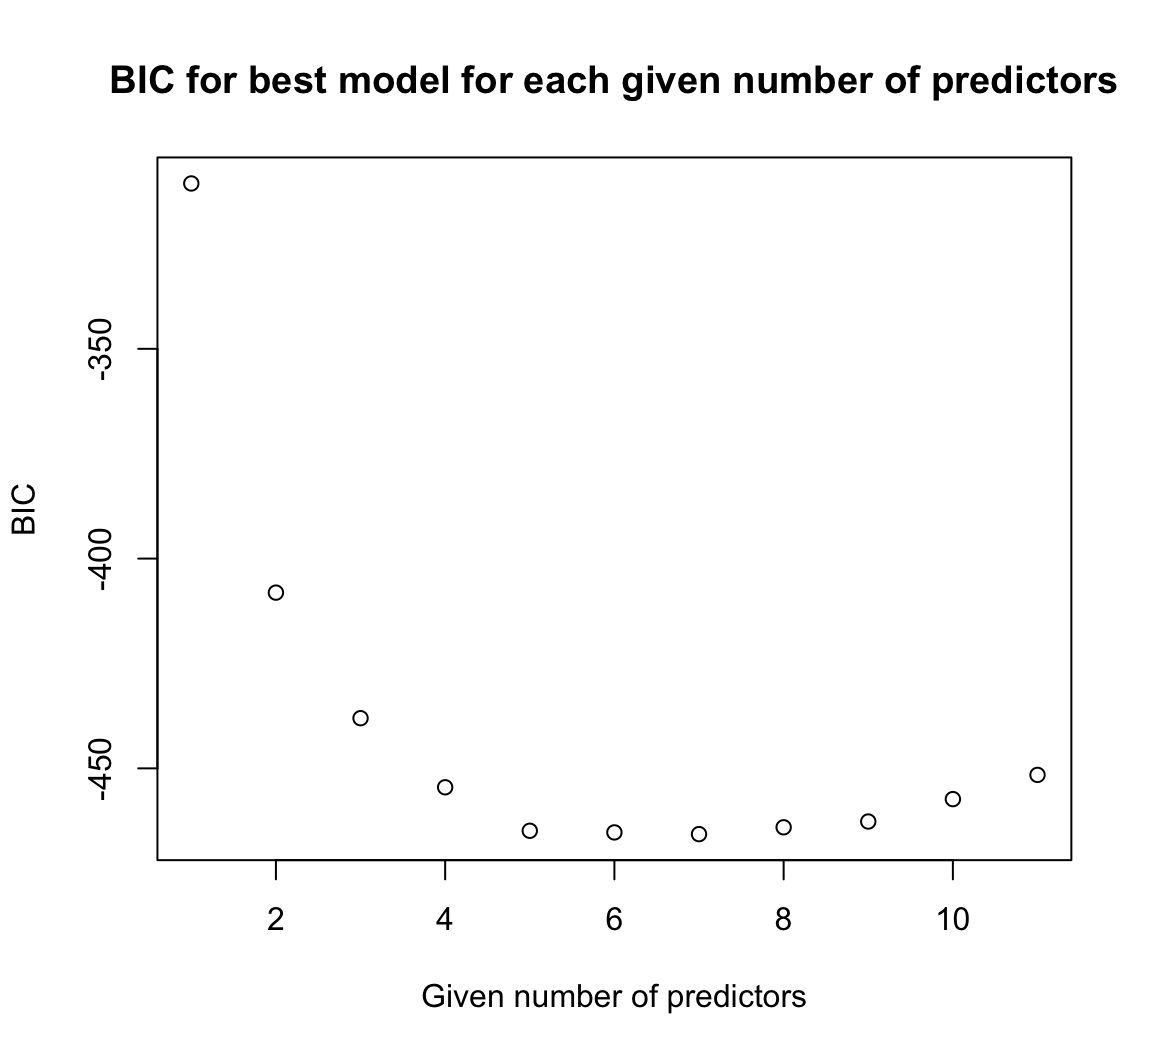 BIC for best model for each given number of predictors
-350
-400
-450
BIC
2 4 6 8 10
Given number of predictors